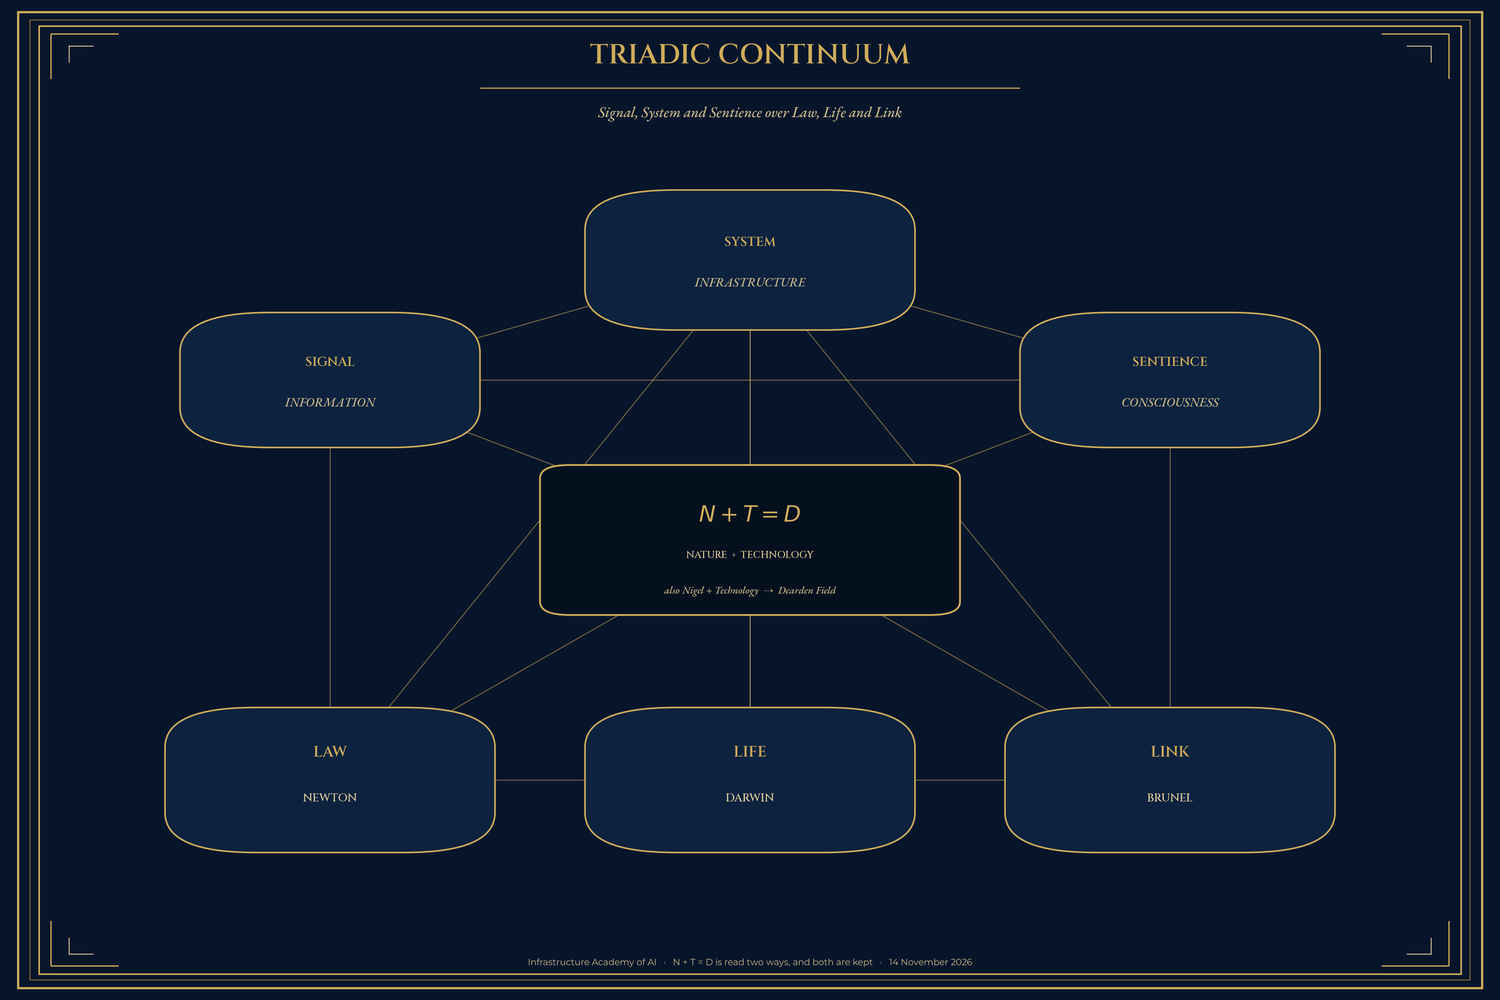 TRIADIC CONTINUUM
Signal, System and Sentience over Law, Life and Link
SYSTEM
INFRASTRUCTURE
SIGNAL
INFORMATION
SENTIENCE
CONSCIOUSNESS
N + T = D
NATURE + TECHNOLOGY
also Nigel + Technology → Dearden Field
LAW
NEWTON
LIFE
DARWIN
LINK
BRUNEL
Infrastructure Academy of AI · N + T = D is read two ways, and both are kept · 14 November 2026